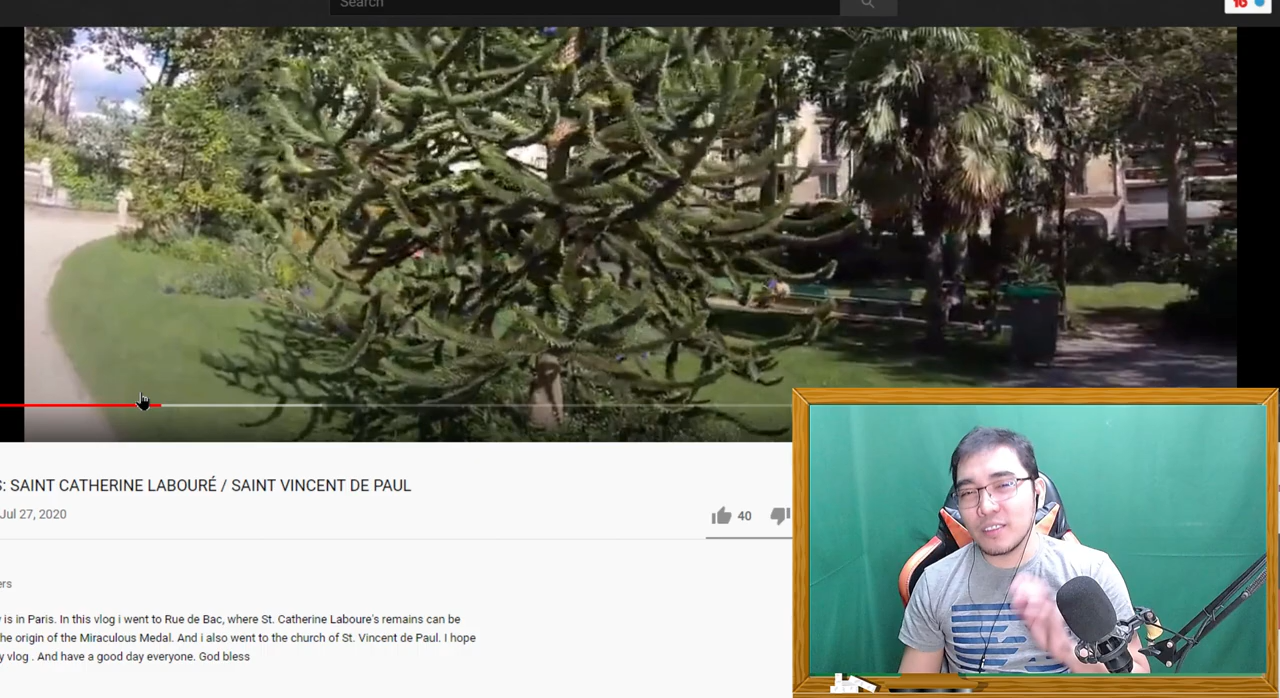 Search
: SAINT CATHERINE LABOURÉ / SAINT VINCENT DE PAUL
Jul 27, 2020
40
ers
is in Paris. In this vlog i went to Rue de Bac, where St. Catherine Laboure's remains can be
he origin of the Miraculous Medal. And i also went to the church of St. Vincent de Paul. I hope
y vlog . And have a good day everyone. God bless